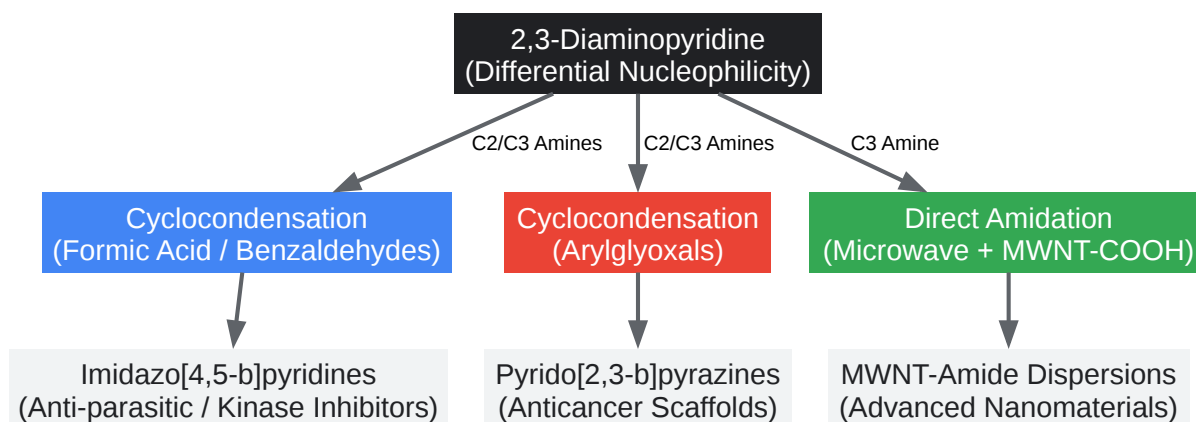 2,3-Diaminopyridine
(Differential Nucleophilicity)
C2/C3 Amines
C2/C3 Amines
C3 Amine
Cyclocondensation
(Formic Acid / Benzaldehydes)
Cyclocondensation
(Arylglyoxals)
Direct Amidation
(Microwave + MWNT-COOH)
Imidazo[4,5-b]pyridines
(Anti-parasitic / Kinase Inhibitors)
Pyrido[2,3-b]pyrazines
(Anticancer Scaffolds)
MWNT-Amide Dispersions
(Advanced Nanomaterials)